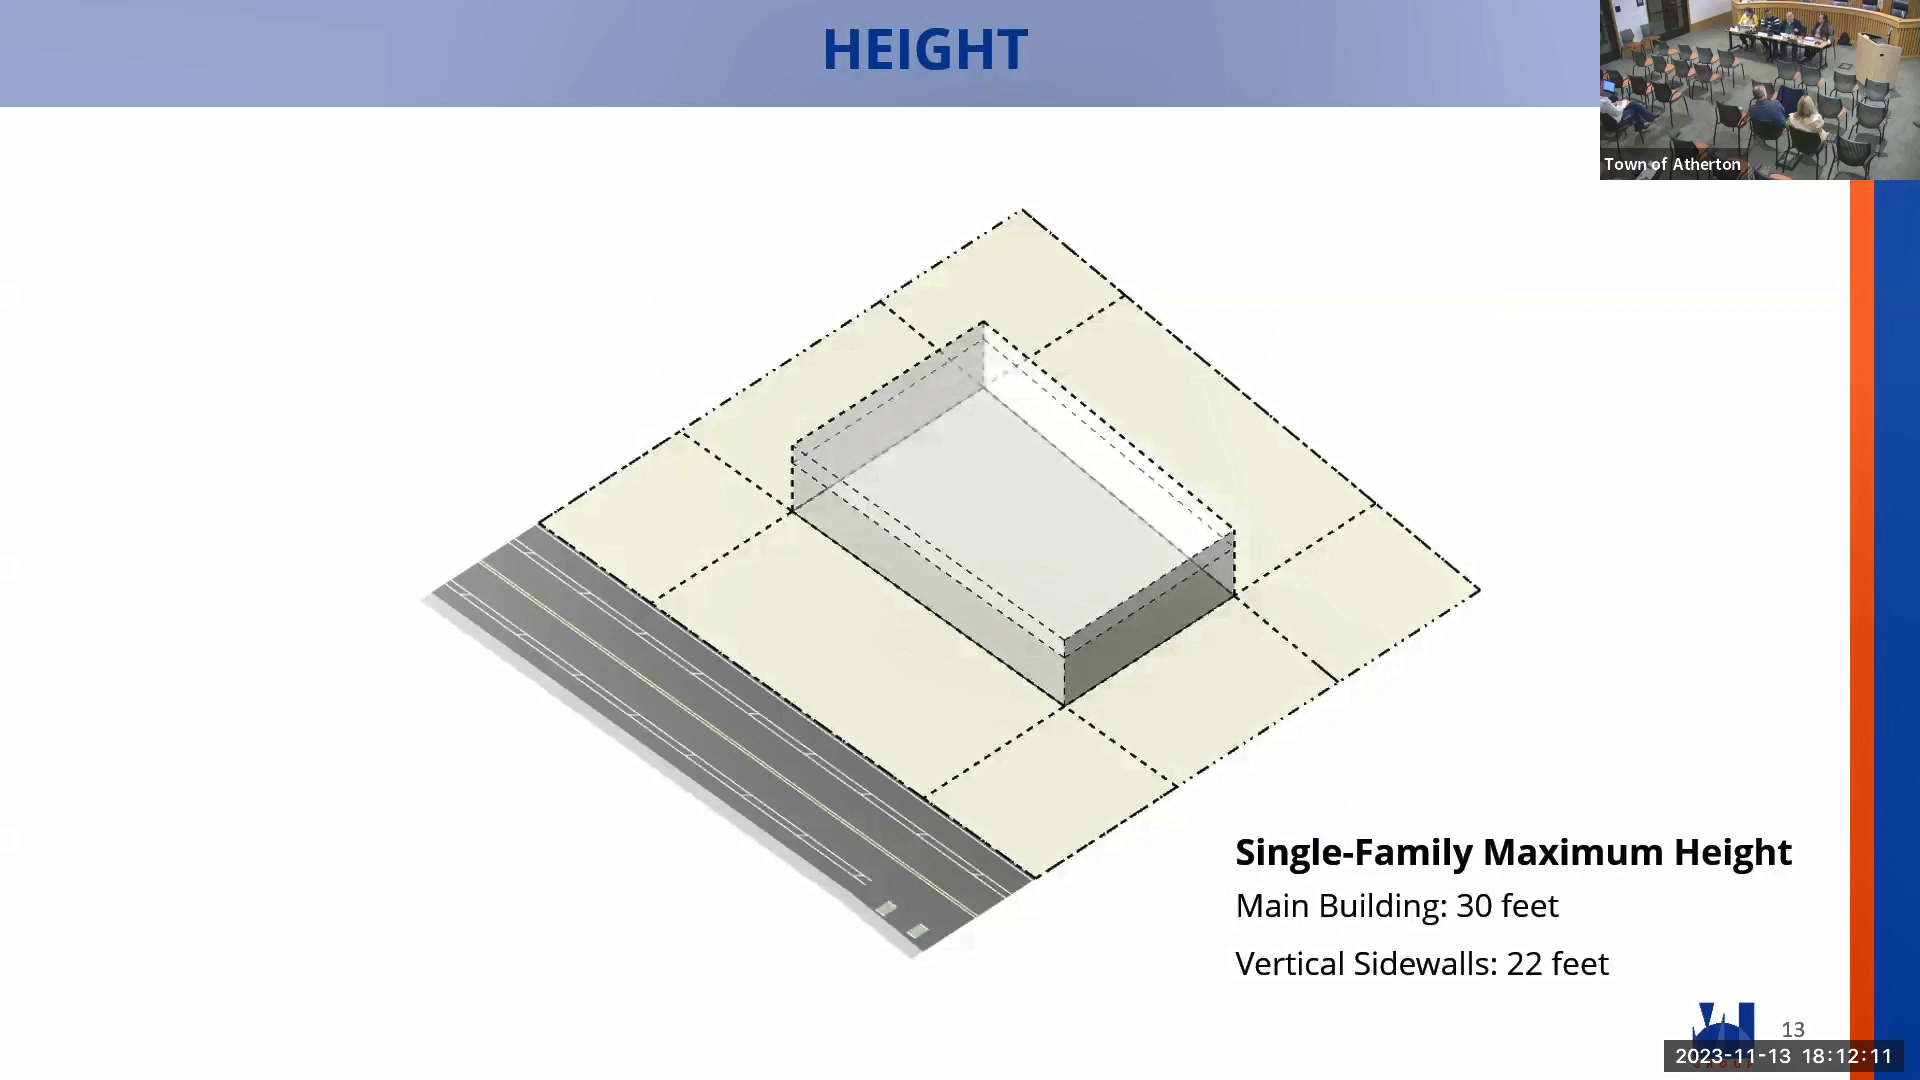 HEIGHT
Town of Atherton
Single-Family Maximum Height
Main Building: 30 feet
Vertical Sidewalls: 22 feet
13
2023-11-13 18:12:11